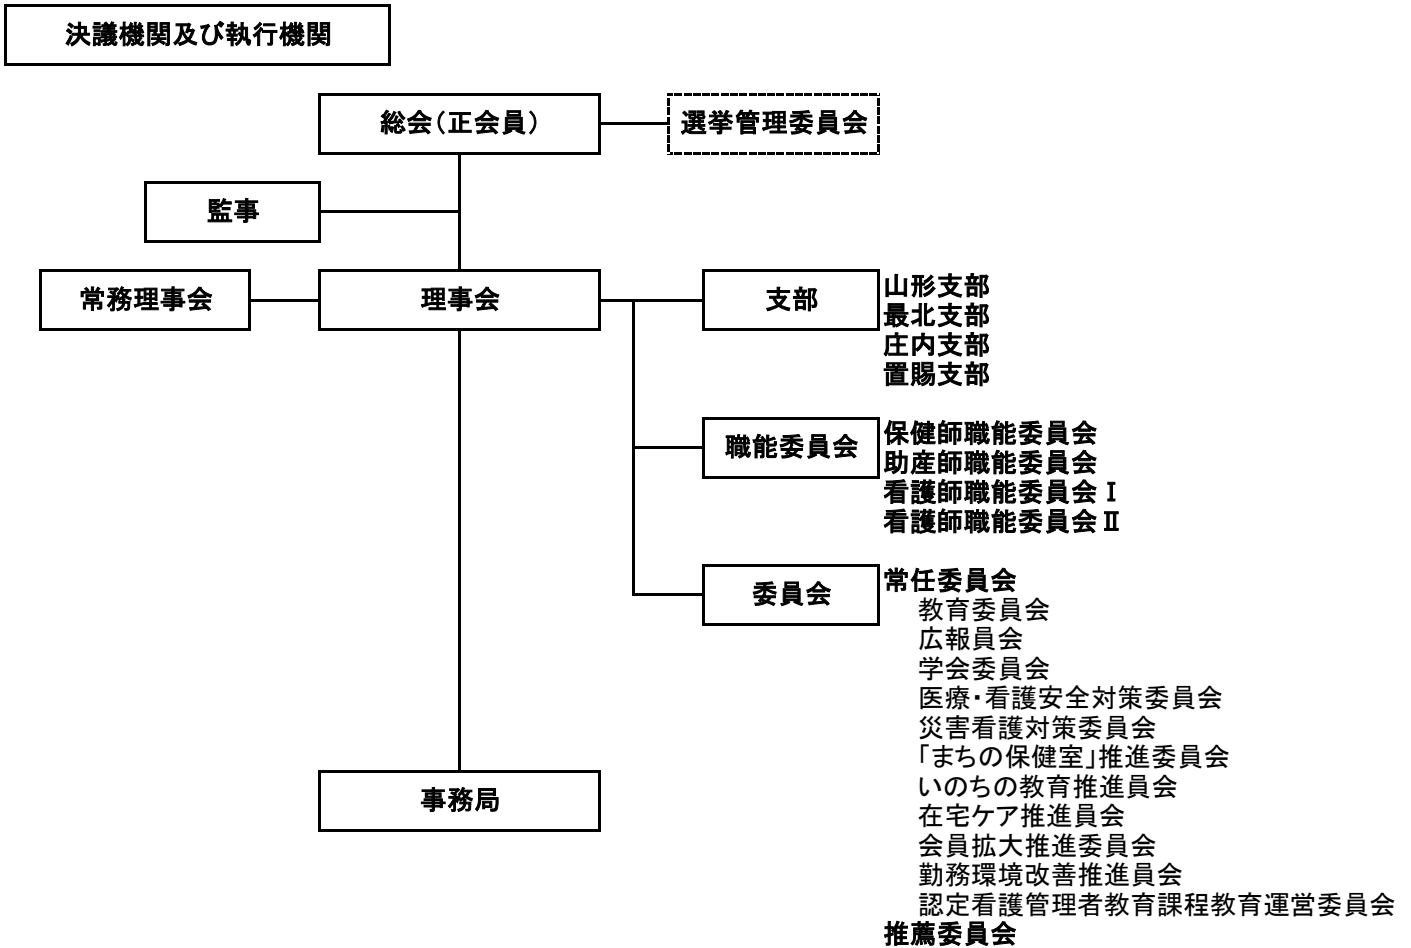 決議機関及び執行機関
総会(正会員)
選挙管理委員会
監事
常務理事会
理事会
支部
山形支部
最北支部
庄内支部
置賜支部
職能委員会
保健師職能委員会
助産師職能委員会
看護師職能委員会Ⅰ
看護師職能委員会Ⅱ
委員会
常任委員会
教育委員会
広報員会
学会委員会
医療・看護安全対策委員会
災害看護対策委員会
「まちの保健室」推進委員会
いのちの教育推進員会
在宅ケア推進員会
会員拡大推進委員会
勤務環境改善推進員会
認定看護管理者教育課程教育運営委員会
推薦委員会
事務局